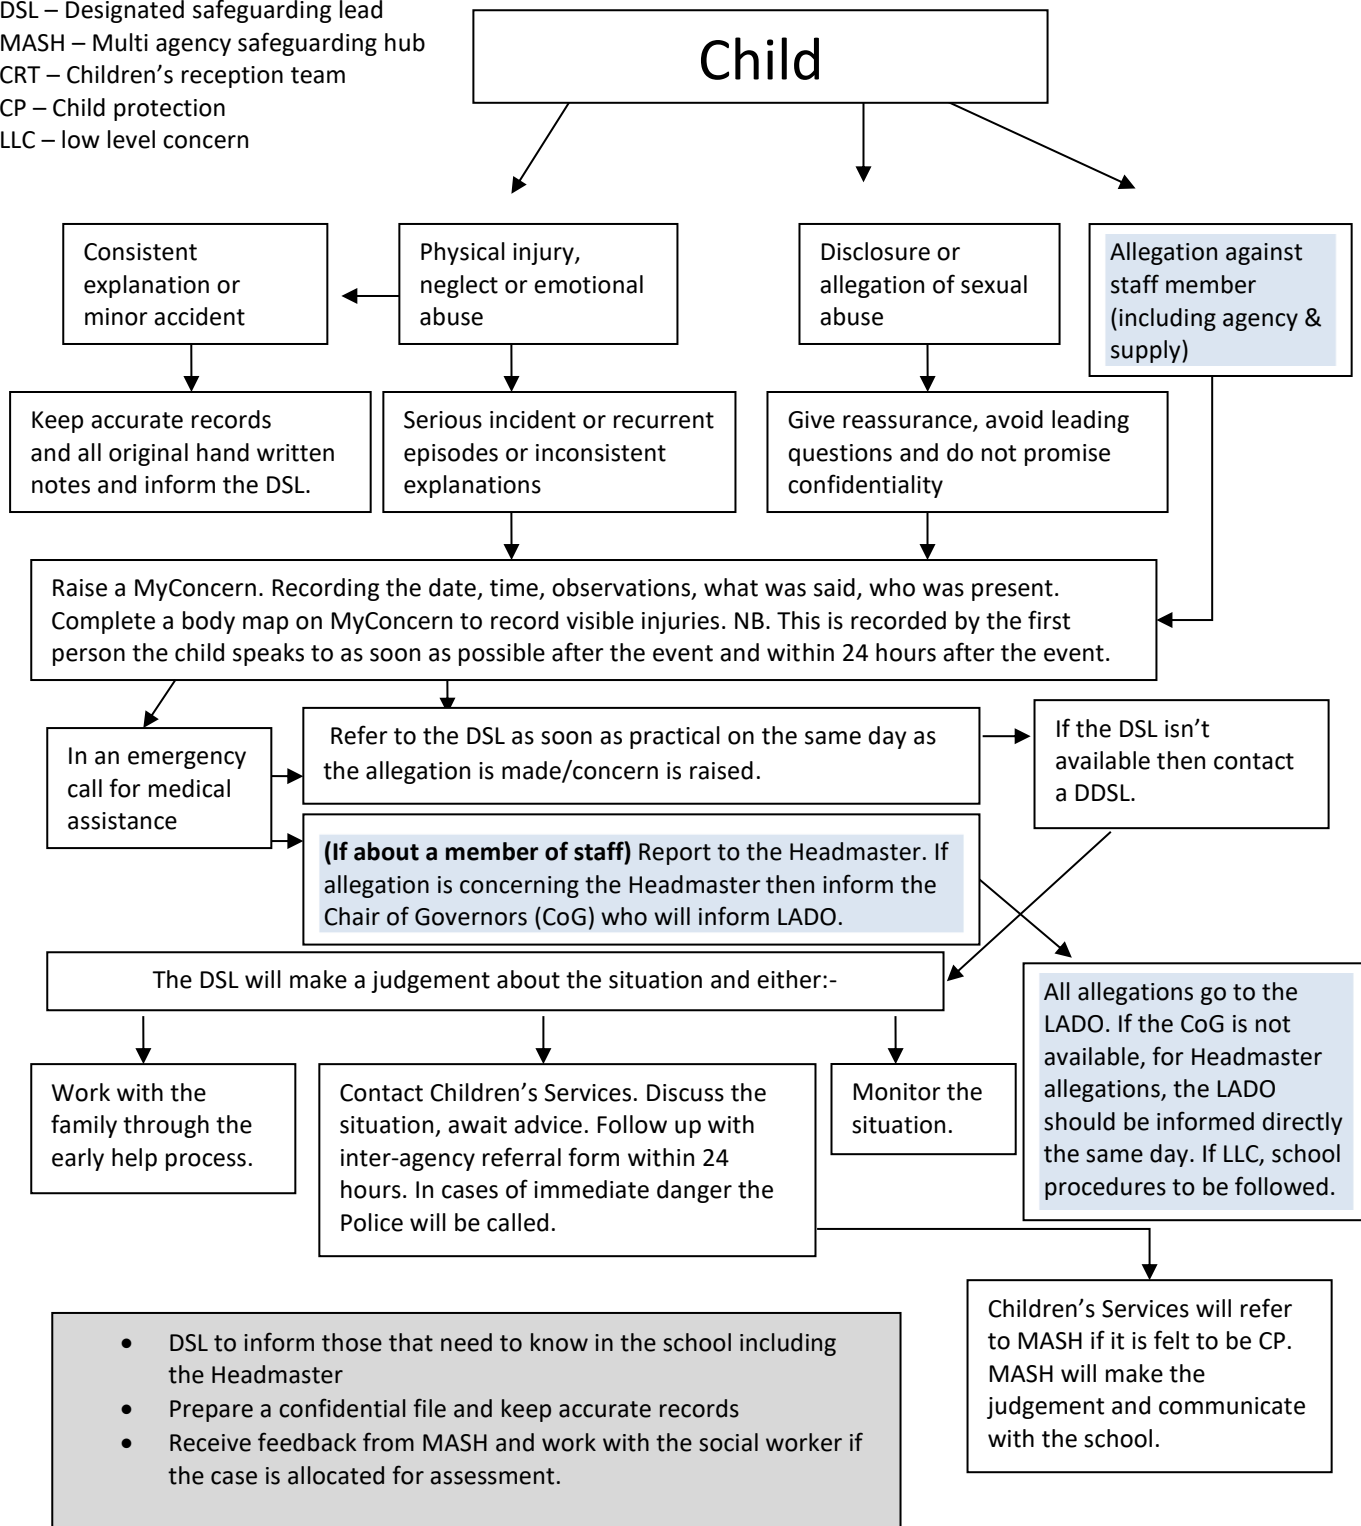 DSL – Designated safeguarding lead
MASH – Multi agency safeguarding hub
CRT – Children’s reception team
CP – Child protection
LLC – low level concern
Child
Consistent
explanation or
minor accident
Physical injury,
neglect or emotional
abuse
Disclosure or
allegation of sexual
abuse
Allegation against
staff member
(including agency &
supply)
Keep accurate records
and all original hand written
notes and inform the DSL.
Serious incident or recurrent
episodes or inconsistent
explanations
Give reassurance, avoid leading
questions and do not promise
confidentiality
Raise a MyConcern. Recording the date, time, observations, what was said, who was present.
Complete a body map on MyConcern to record visible injuries. NB. This is recorded by the first
person the child speaks to as soon as possible after the event and within 24 hours after the event.
In an emergency
call for medical
assistance
Refer to the DSL as soon as practical on the same day as
the allegation is made/concern is raised.
If the DSL isn’t
available then contact
a DDSL.
(If about a member of staff) Report to the Headmaster. If
allegation is concerning the Headmaster then inform the
Chair of Governors (CoG) who will inform LADO.
The DSL will make a judgement about the situation and either:-
All allegations go to the
LADO. If the CoG is not
available, for Headmaster
allegations, the LADO
should be informed directly
the same day. If LLC, school
procedures to be followed.
Work with the
family through the
early help process.
Contact Children’s Services. Discuss the
situation, await advice. Follow up with
inter-agency referral form within 24
hours. In cases of immediate danger the
Police will be called.
Monitor the
situation.
Children’s Services will refer
to MASH if it is felt to be CP.
MASH will make the
judgement and communicate
with the school.
• DSL to inform those that need to know in the school including
the Headmaster
• Prepare a confidential file and keep accurate records
• Receive feedback from MASH and work with the social worker if
the case is allocated for assessment.